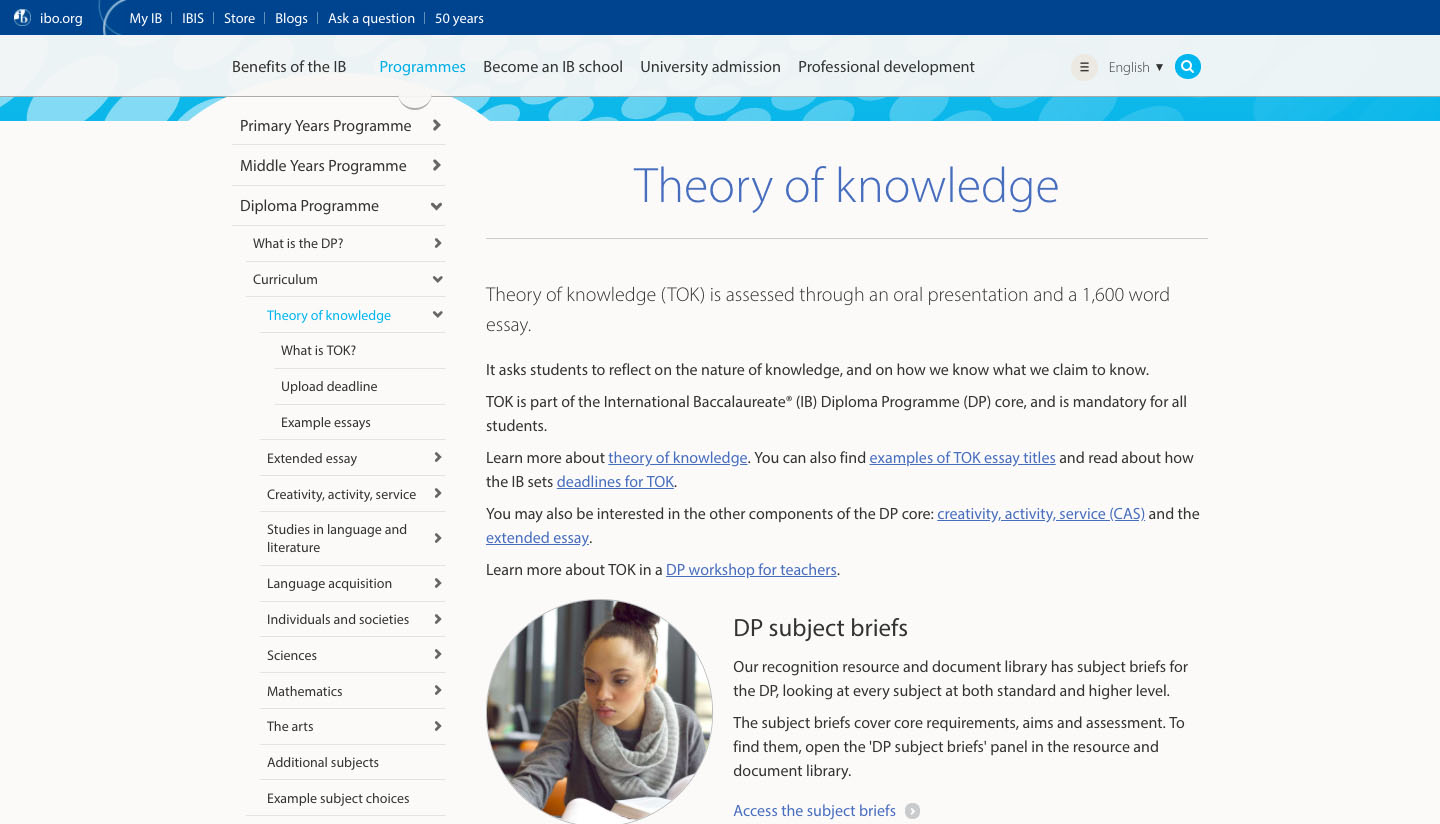 ibo.org My IB IBIS Store Blogs Ask a question 50 years
Benefits of the IB Programmes Become an IB school University admission Professional development English ▼
Primary Years Programme
Middle Years Programme
Diploma Programme
What is the DP?
Curriculum
Theory of knowledge
What is TOK?
Upload deadline
Example essays
Extended essay
Creativity, activity, service
Studies in language and
literature
Language acquisition
Individuals and societies
Sciences
Mathematics
The arts
Additional subjects
Example subject choices
Theory of knowledge
Theory of knowledge (TOK) is assessed through an oral presentation and a 1,600 word
essay.
It asks students to reflect on the nature of knowledge, and on how we know what we claim to know.
TOK is part of the International Baccalaureate® (IB) Diploma Programme (DP) core, and is mandatory for all
students.
Learn more about theory of knowledge. You can also find examples of TOK essay titles and read about how
the IB sets deadlines for TOK.
You may also be interested in the other components of the DP core: creativity, activity, service (CAS) and the
extended essay.
Learn more about TOK in a DP workshop for teachers.
DP subject briefs
Our recognition resource and document library has subject briefs for
the DP, looking at every subject at both standard and higher level.
The subject briefs cover core requirements, aims and assessment. To
find them, open the 'DP subject briefs' panel in the resource and
document library.
Access the subject briefs